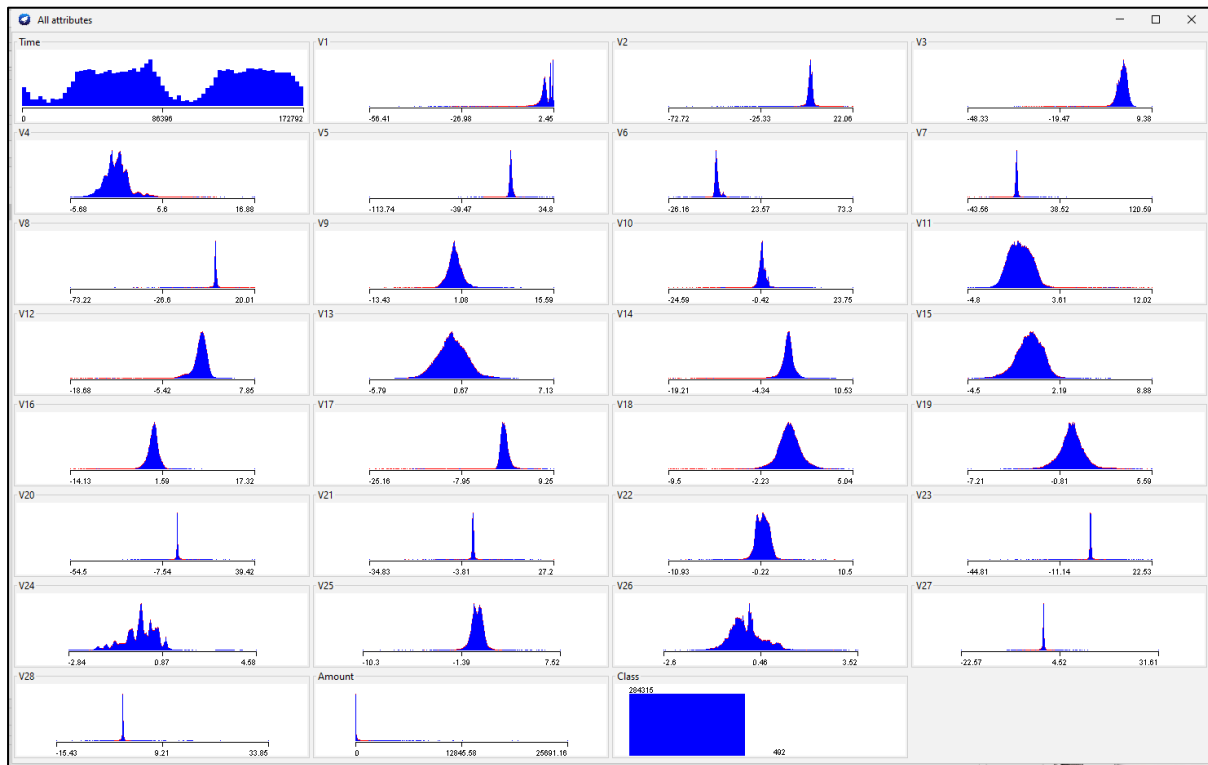 All attributes
Time V1 V2 V3
0 86396 172792 -56.41 -26.98 2.45 -72.72 -25.33 22.06 -48.33 -19.47 9.38
V4 V5 V6 V7
-5.68 5.6 16.88 -113.74 -39.47 34.8 -26.16 23.57 73.3 -43.56 38.52 120.59
V8 V9 V10 V11
-73.22 -26.6 20.01 -13.43 1.08 15.59 -24.59 -0.42 23.75 -4.8 3.61 12.02
V12 V13 V14 V15
-18.68 -5.42 7.85 -5.79 0.67 7.13 -19.21 -4.34 10.53 -4.5 2.19 8.88
V16 V17 V18 V19
-14.13 1.59 17.32 -25.16 -7.95 9.25 -9.5 -2.23 5.04 -7.21 -0.81 5.59
V20 V21 V22 V23
-54.5 -7.54 39.42 -34.83 -3.81 27.2 -10.93 -0.22 10.5 -44.81 -11.14 22.53
V24 V25 V26 V27
-2.84 0.87 4.58 -10.3 -1.39 7.52 -2.6 0.46 3.52 -22.57 4.52 31.61
V28 Amount Class
284315
492
-15.43 9.21 33.85 0 12845.58 25691.16